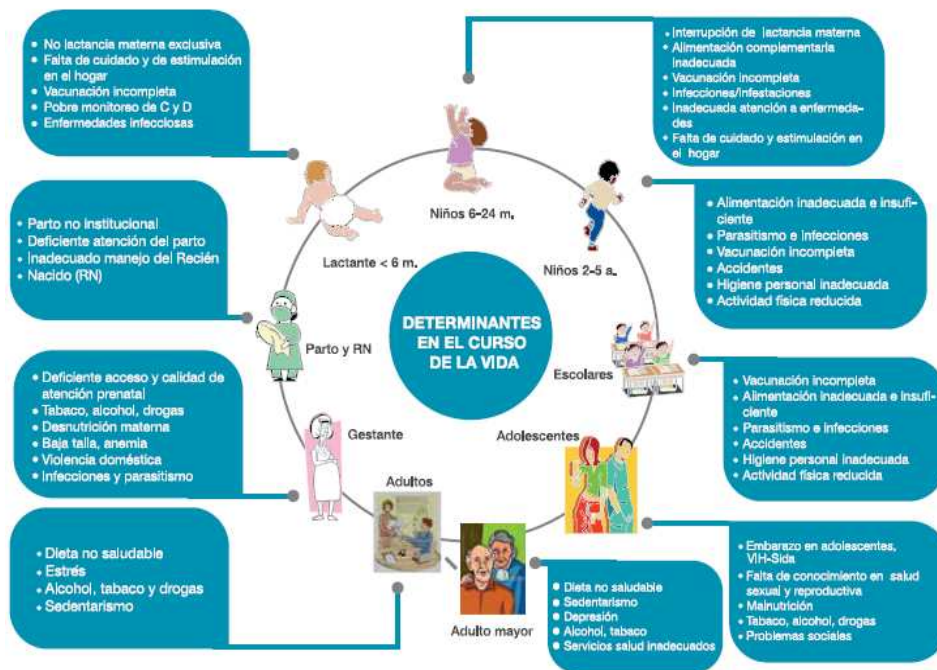 • No lactancia materna exclusiva
• Falta de cuidado y de estimulación
en el hogar
• Vacunación incompleta
• Pobre monitoreo de C y D
• Enfermedades infecciosas
• Interrupción de lactancia materna
• Alimentación complementaria
inadecuada
• Vacunación incompleta
• Infecciones/infestaciones
• Inadecuada atención a enfermeda-
des
• Falta de cuidado y estimulación en
el hogar
Niños 6-24 m.
• Parto no institucional
• Deficiente atención del parto
• Inadecuado manejo del Recién
• Nacido (RN)
Lactante < 6 m.
Niños 2-5 a.
• Alimentación inadecuada e insufi-
ciente
• Parasitismo e infecciones
• Vacunación incompleta
• Accidentes
• Higiene personal inadecuada
• Actividad física reducida
DETERMINANTES
EN EL CURSO
DE LA VIDA
Parto y RN
Escolares
• Deficiente acceso y calidad de
atención prenatal
• Tabaco, alcohol, drogas
• Desnutrición materna
• Baja talla, anemia
• Violencia doméstica
• Infecciones y parasitismo
Gestante
Adolescentes
• Vacunación incompleta
• Alimentación inadecuada e insufi-
ciente
• Parasitismo e infecciones
• Accidentes
• Higiene personal inadecuada
• Actividad física reducida
Adultos
• Dieta no saludable
• Estrés
• Alcohol, tabaco y drogas
• Sedentarismo
Adulto mayor
• Dieta no saludable
• Sedentarismo
• Depresión
• Alcohol, tabaco
• Servicios salud inadecuados
• Embarazo en adolescentes,
VIH-Sida
• Falta de conocimiento en salud
sexual y reproductiva
• Malnutrición
• Tabaco, alcohol, drogas
• Problemas sociales